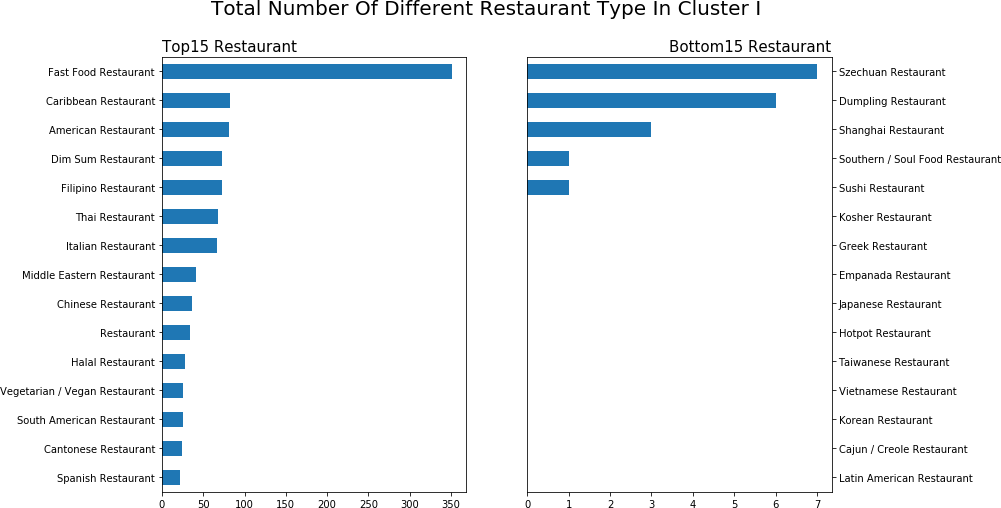 Total Number Of Different Restaurant Type In Cluster I
Top15 Restaurant
Fast Food Restaurant
Caribbean Restaurant
American Restaurant
Dim Sum Restaurant
Filipino Restaurant
Thai Restaurant
Italian Restaurant
Middle Eastern Restaurant
Chinese Restaurant
Restaurant
Halal Restaurant
Vegetarian / Vegan Restaurant
South American Restaurant
Cantonese Restaurant
Spanish Restaurant
0 50 100 150 200 250 300 350
Bottom15 Restaurant
Szechuan Restaurant
Dumpling Restaurant
Shanghai Restaurant
Southern / Soul Food Restaurant
Sushi Restaurant
Kosher Restaurant
Greek Restaurant
Empanada Restaurant
Japanese Restaurant
Hotpot Restaurant
Taiwanese Restaurant
Vietnamese Restaurant
Korean Restaurant
Cajun / Creole Restaurant
Latin American Restaurant
0 1 2 3 4 5 6 7